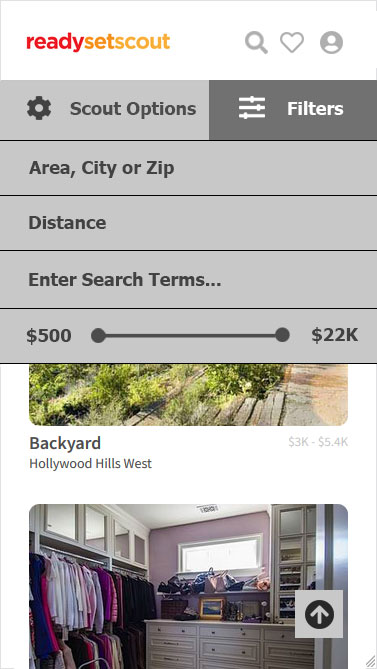 readysetscout
Scout Options Filters
Area, City or Zip
Distance
Enter Search Terms...
$500 $22K
Backyard $3K - $5.4K
Hollywood Hills West